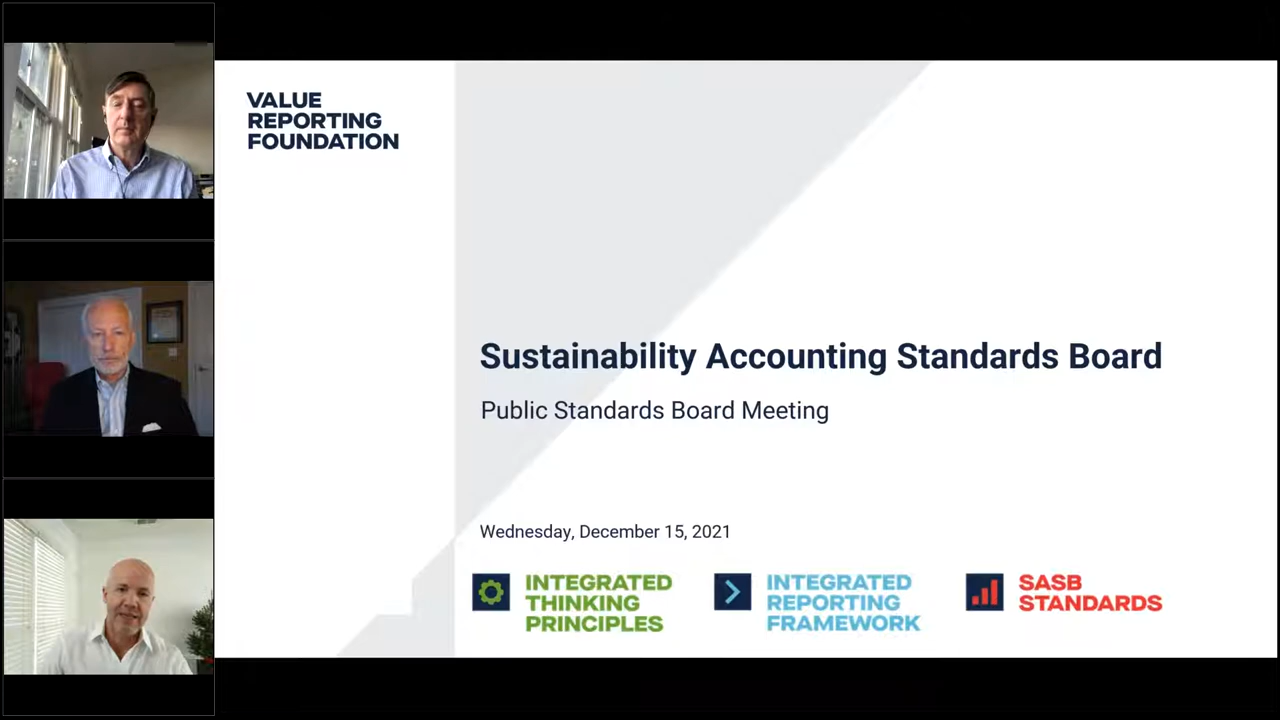 VALUE
REPORTING
FOUNDATION
Sustainability Accounting Standards Board
Public Standards Board Meeting
Wednesday, December 15, 2021
INTEGRATED
THINKING
PRINCIPLES
INTEGRATED
REPORTING
FRAMEWORK
SASB
STANDARDS